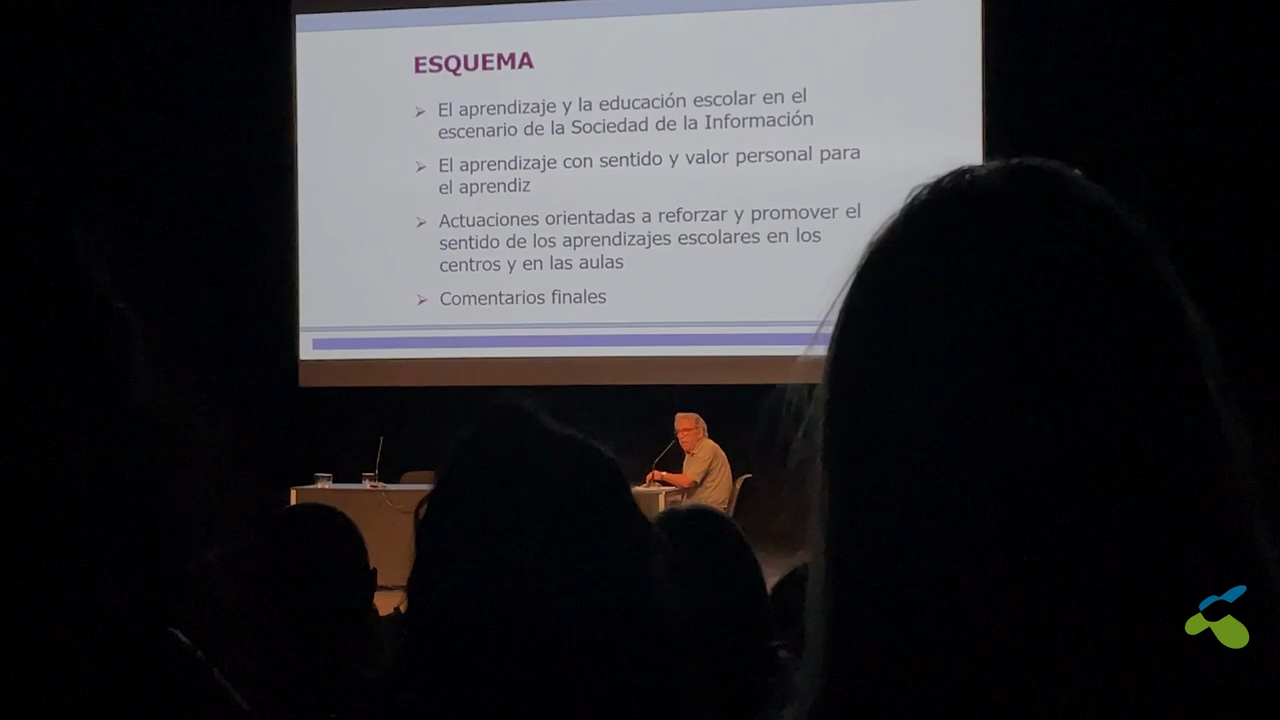 ESQUEMA
➢ El aprendizaje y la educación escolar en el
escenario de la Sociedad de la Información
➢ El aprendizaje con sentido y valor personal para
el aprendiz
➢ Actuaciones orientadas a reforzar y promover el
sentido de los aprendizajes escolares en los
centros y en las aulas
➢ Comentarios finales